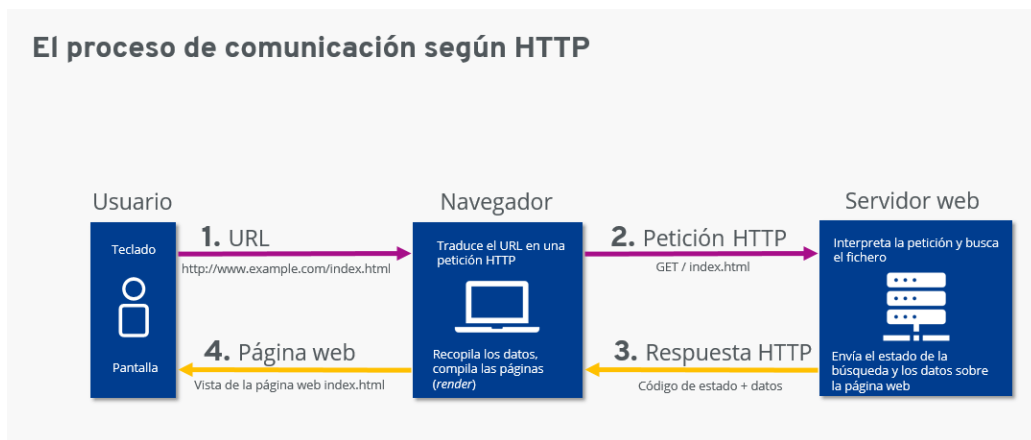 El proceso de comunicación según HTTP
Usuario
Navegador
Servidor web
Teclado
Pantalla
1. URL
http://www.example.com/index.html
Traduce el URL en una
petición HTTP
2. Petición HTTP
GET / index.html
Interpreta la petición y busca
el fichero
4. Página web
Vista de la página web index.html
Recopila los datos,
compila las páginas
(render)
3. Respuesta HTTP
Código de estado + datos
Envía el estado de la
búsqueda y los datos sobre
la página web